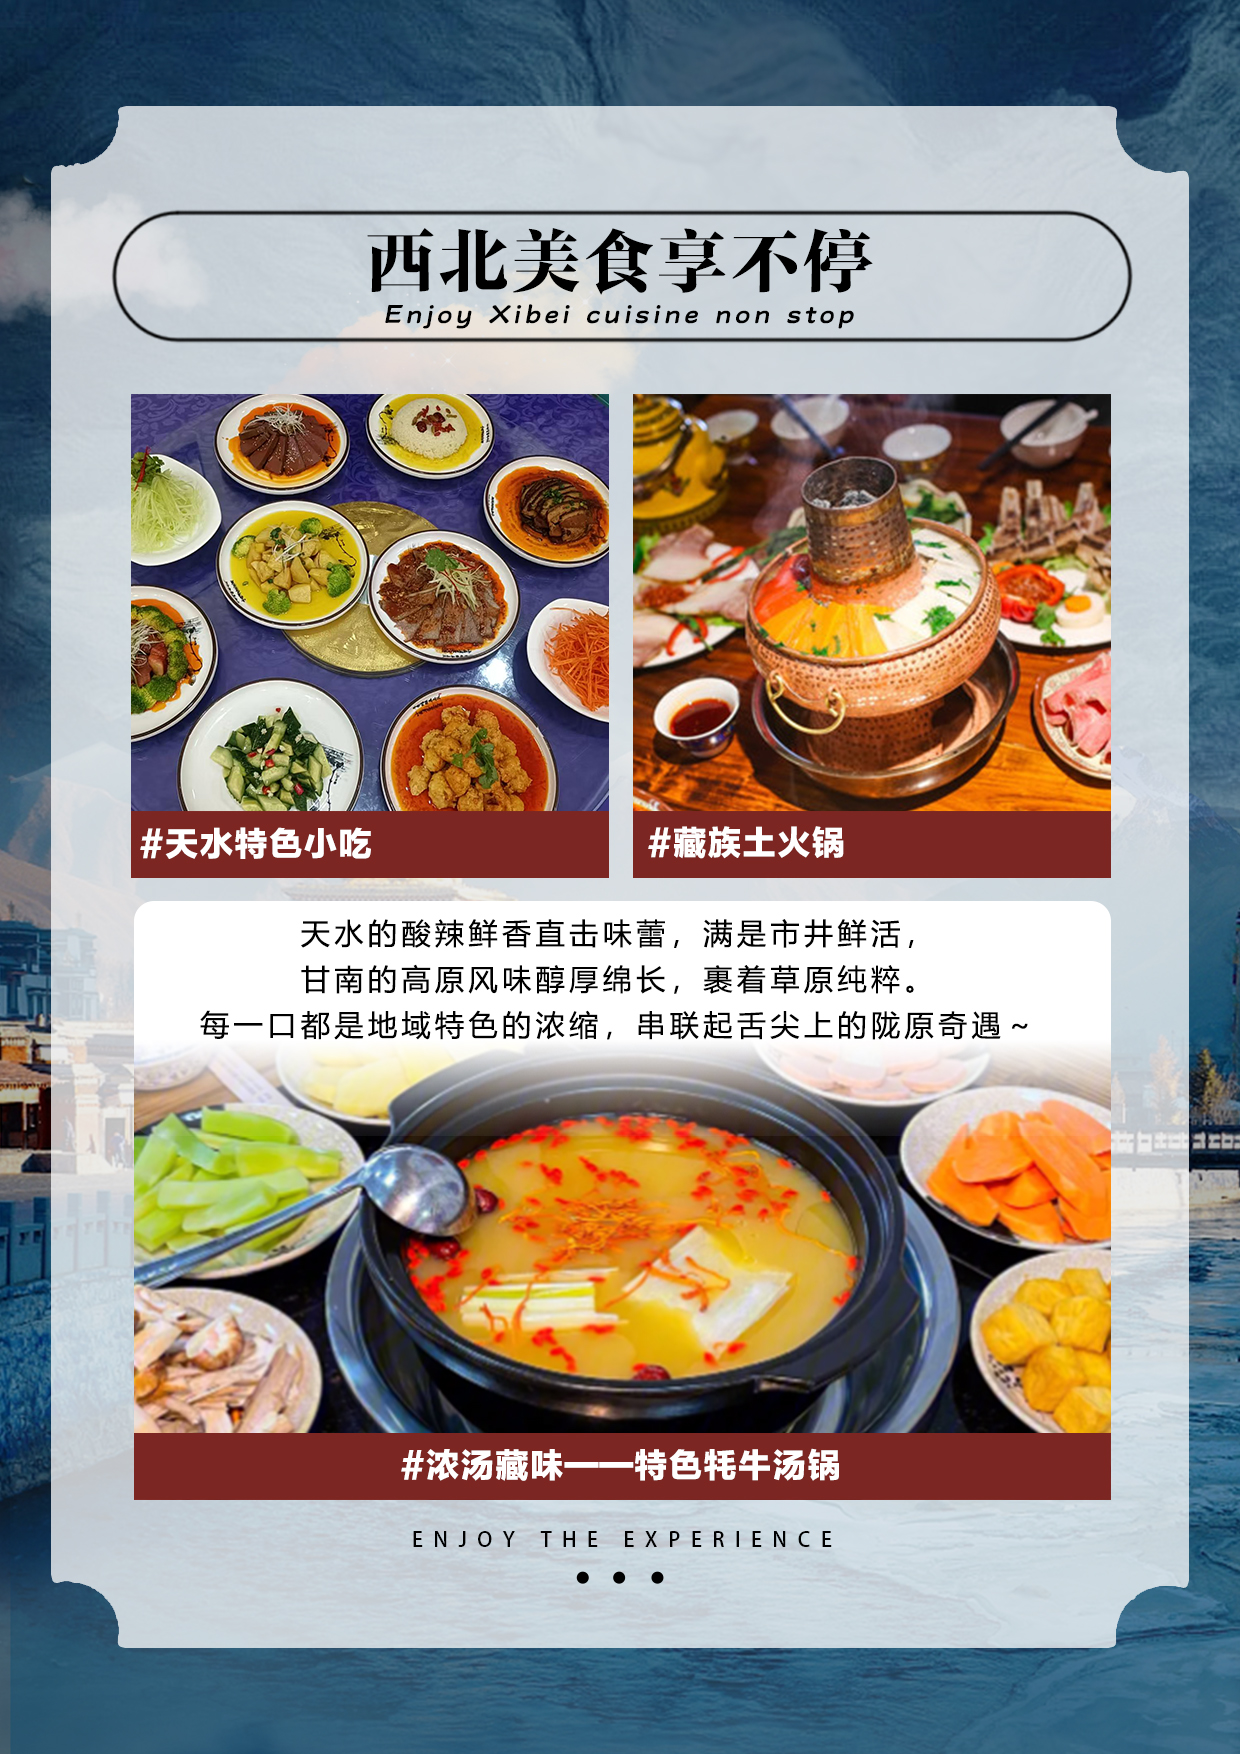 西北美食享不停
Enjoy Xibei cuisine non stop
#天水特色小吃
#藏族土火锅
天水的酸辣鲜香直击味蕾，满是市井鲜活，
甘南的高原风味醇厚绵长，裹着草原纯粹。
每一口都是地域特色的浓缩，串联起舌尖上的陇原奇遇~
#浓汤藏味——特色牦牛汤锅
ENJOY THE EXPERIENCE